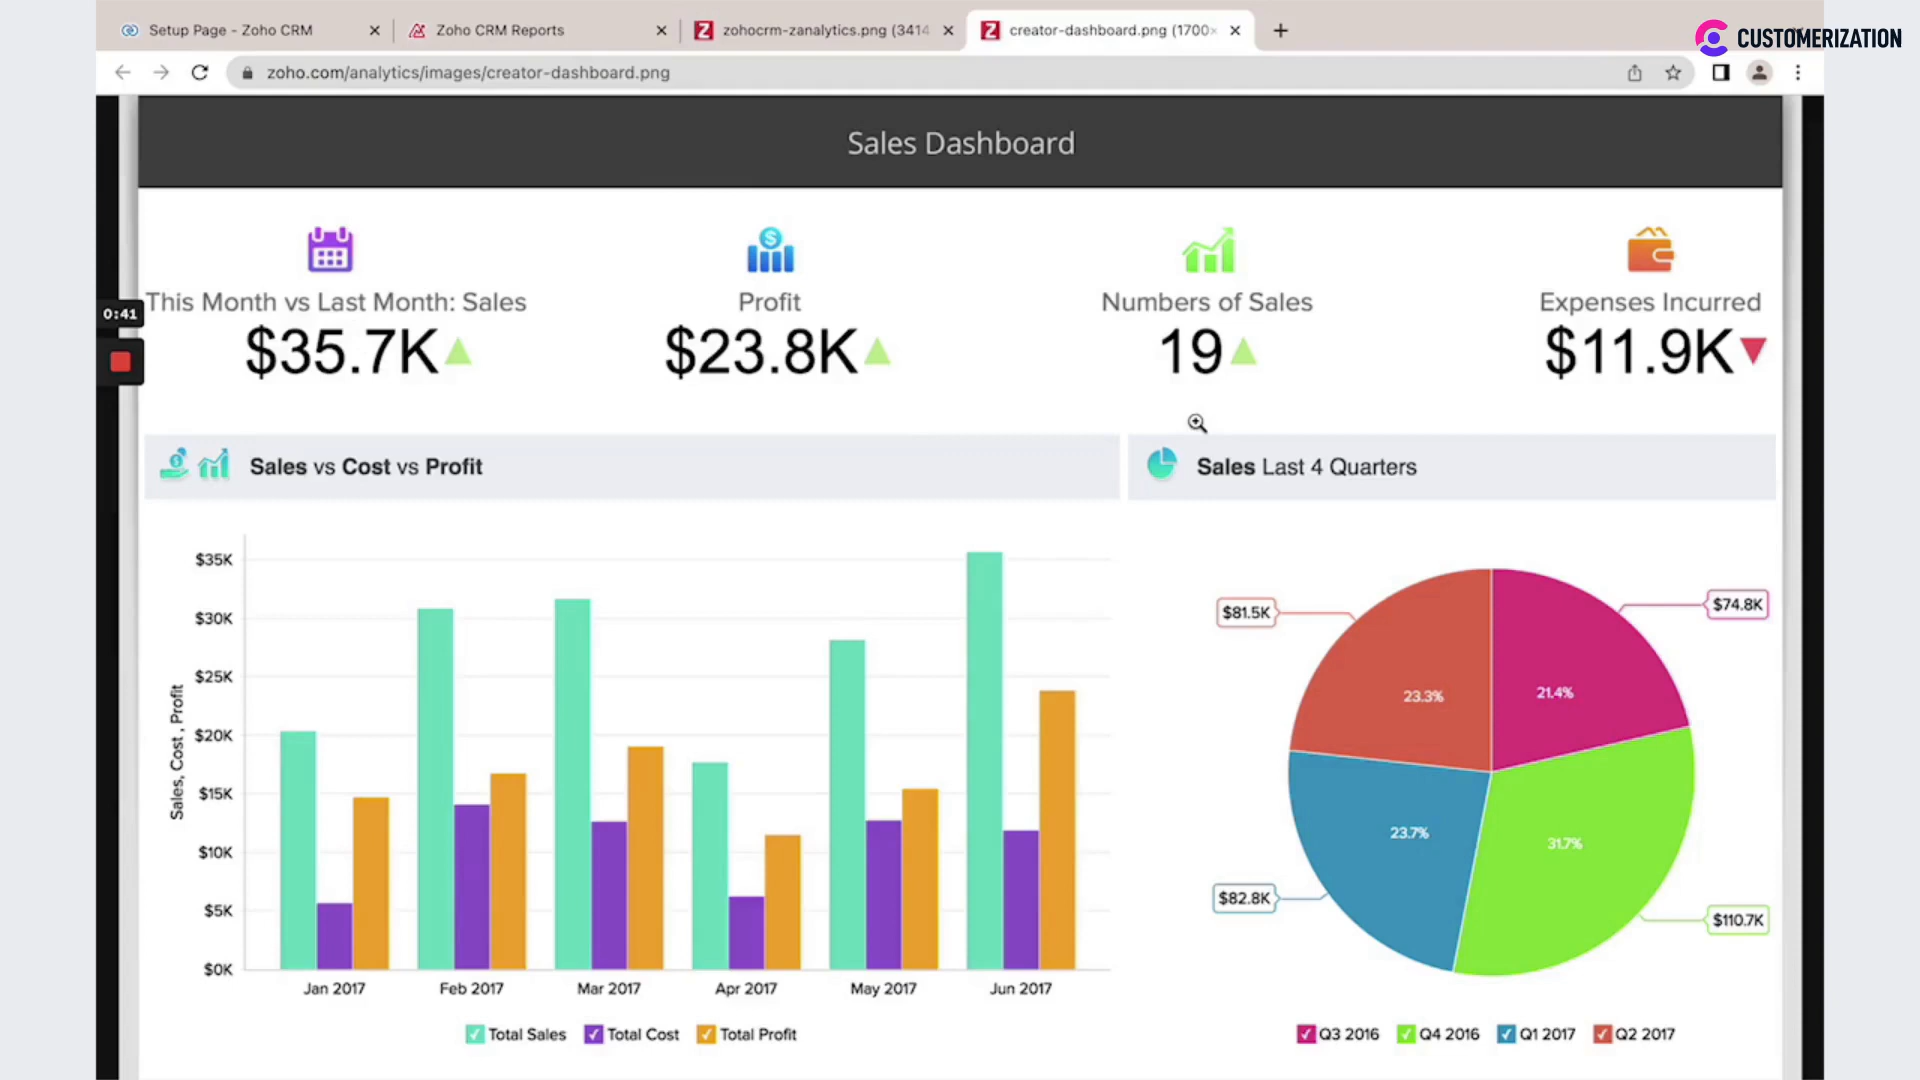 Setup Page - Zoho CRM
Zoho CRM Reports
zohocrm-zanalytics.png (3414
creator-dashboard.png (1700×
CUSTOMERIZATION
zoho.com/analytics/images/creator-dashboard.png
Sales Dashboard
This Month vs Last Month: Sales
$35.7K
Profit
$23.8K
Numbers of Sales
19
Expenses Incurred
$11.9K
0:41
Sales vs Cost vs Profit
Sales Last 4 Quarters
Sales, Cost , Profit
$35K
$30K
$25K
$20K
$15K
$10K
$5K
$0K
Jan 2017
Feb 2017
Mar 2017
Apr 2017
May 2017
Jun 2017
Total Sales
Total Cost
Total Profit
$81.5K
$74.8K
23.3%
21.4%
23.7%
31.7%
$82.8K
$110.7K
Q3 2016
Q4 2016
Q1 2017
Q2 2017